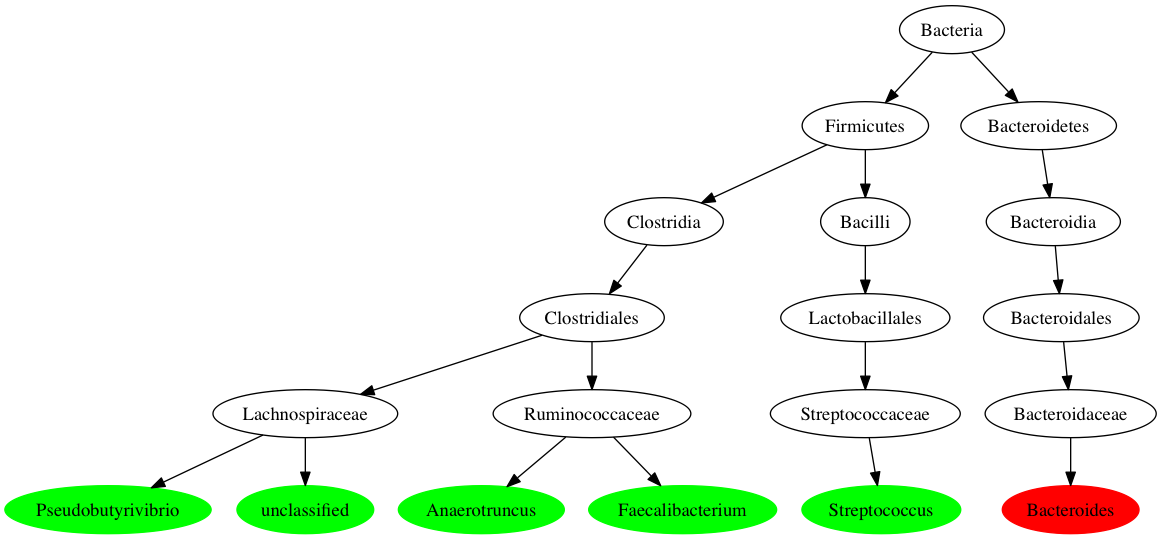 Bacteria
Firmicutes
Bacteroidetes
Clostridia
Bacilli
Bacteroidia
Clostridiales
Lactobacillales
Bacteroidales
Lachnospiraceae
Ruminococcaceae
Streptococcaceae
Bacteroidaceae
Pseudobutyrivibrio
unclassified
Anaerotruncus
Faecalibacterium
Streptococcus
Bacteroides